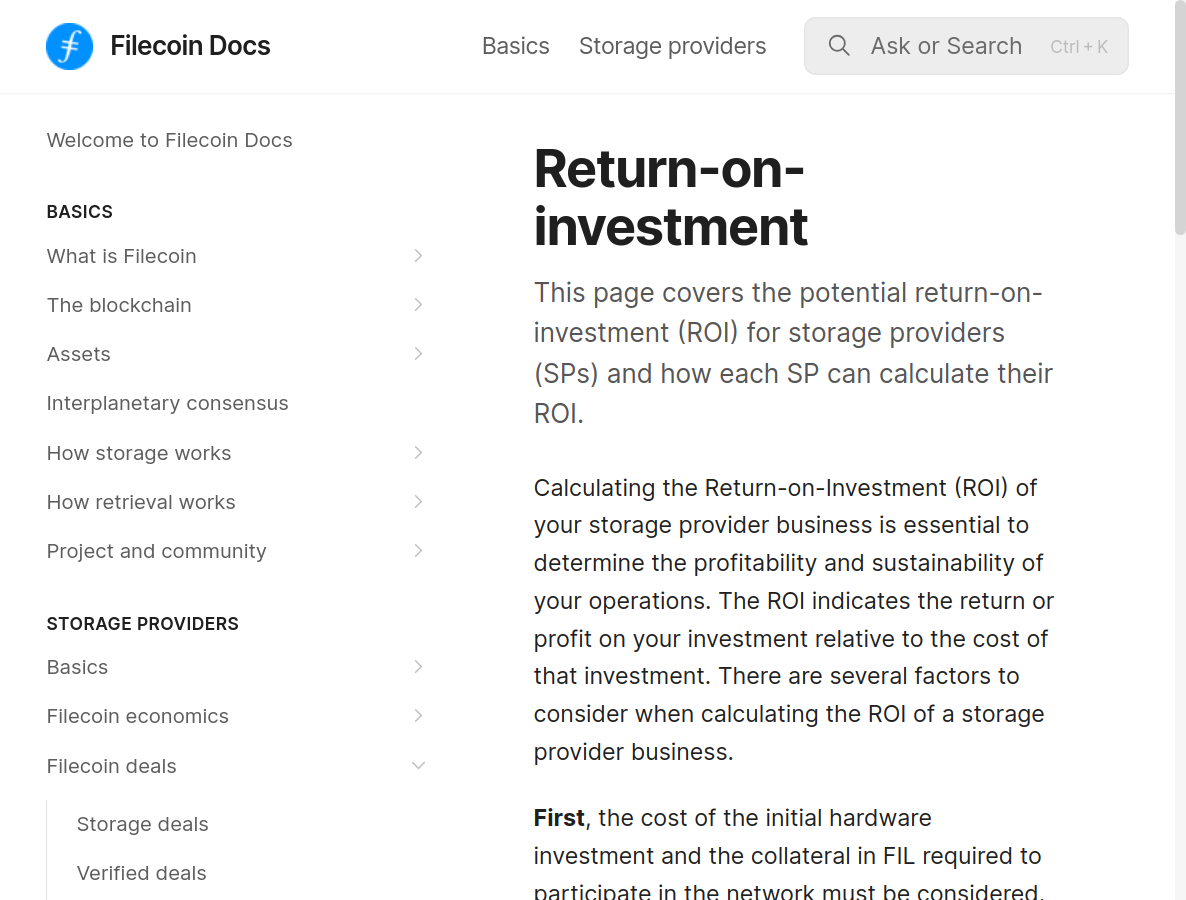 Filecoin Docs
Basics
Storage providers
Ask or Search
Ctrl + K
Welcome to Filecoin Docs
BASICS
What is Filecoin
The blockchain
Assets
Interplanetary consensus
How storage works
How retrieval works
Project and community
STORAGE PROVIDERS
Basics
Filecoin economics
Filecoin deals
Storage deals
Verified deals
Return-on-
investment
This page covers the potential return-on-
investment (ROI) for storage providers
(SPs) and how each SP can calculate their
ROI.
Calculating the Return-on-Investment (ROI) of
your storage provider business is essential to
determine the profitability and sustainability of
your operations. The ROI indicates the return or
profit on your investment relative to the cost of
that investment. There are several factors to
consider when calculating the ROI of a storage
provider business.
First, the cost of the initial hardware
investment and the collateral in FIL required to
participate in the network must be considered.